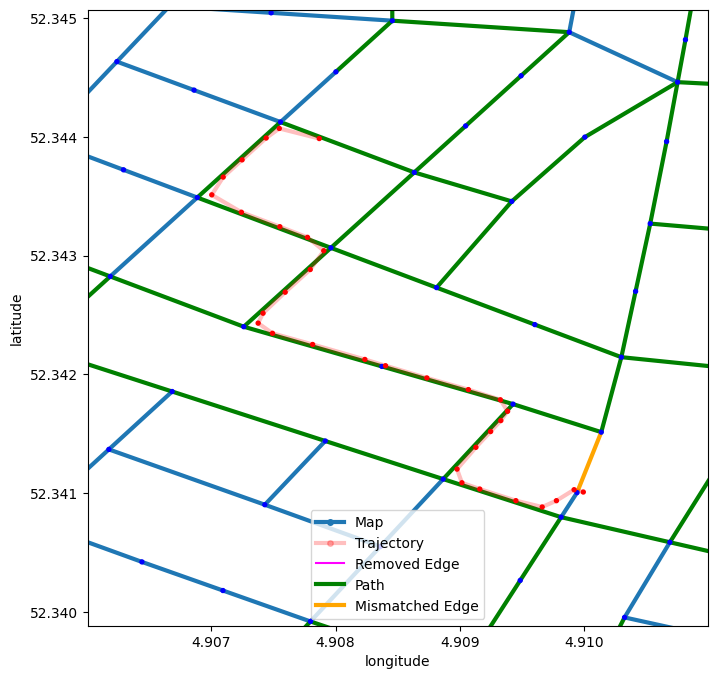 52.345
52.344
52.343
52.342
52.341
52.340
latitude
4.907
4.908
4.909
4.910
longitude
Map
Trajectory
Removed Edge
Path
Mismatched Edge